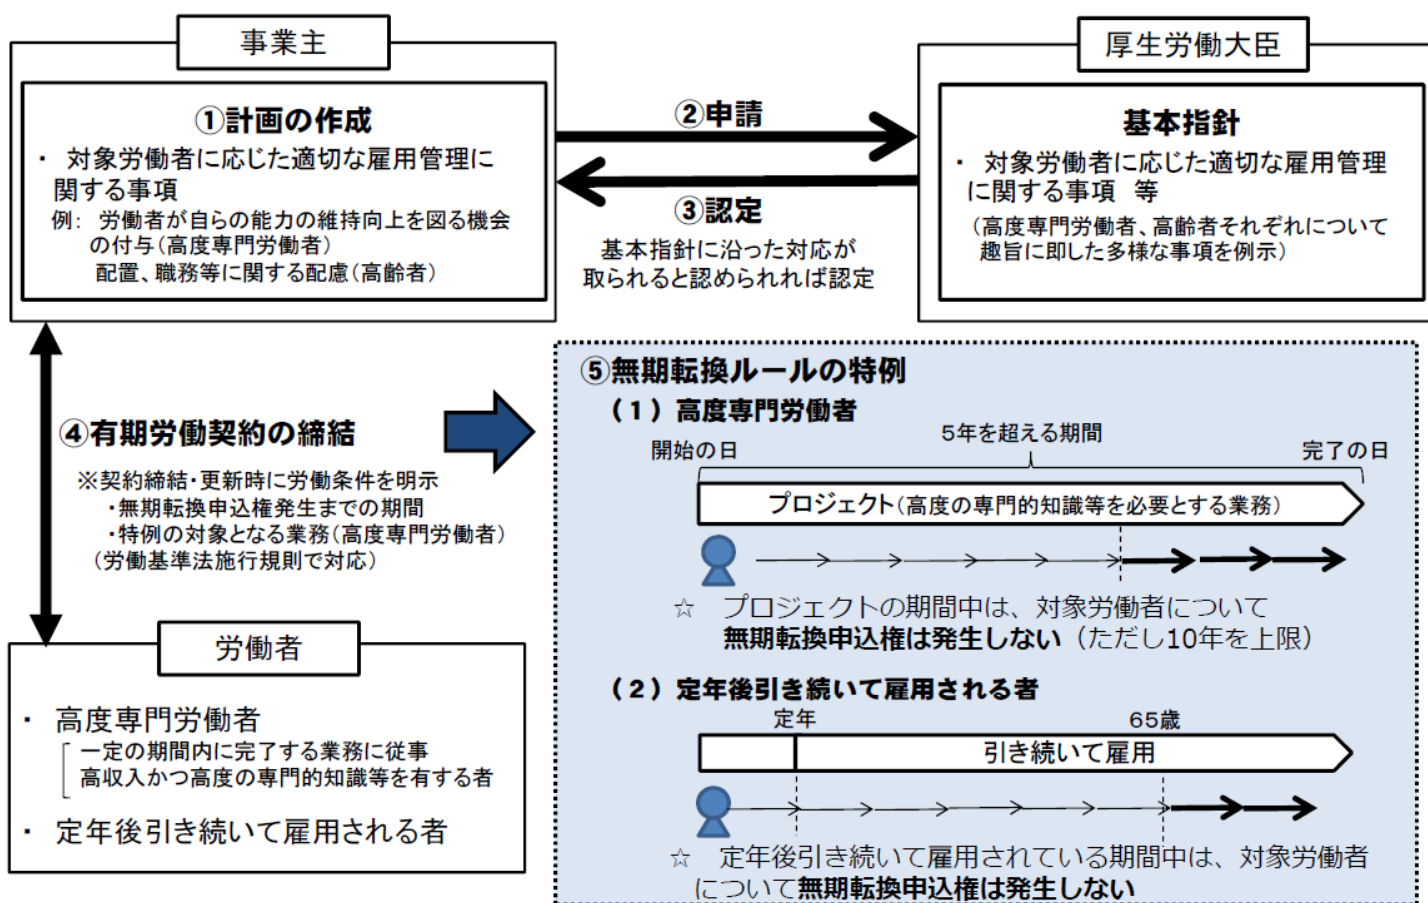 事業主
①計画の作成
・ 対象労働者に応じた適切な雇用管理に
関する事項
例： 労働者が自らの能力の維持向上を図る機会
の付与（高度専門労働者）
配置、職務等に関する配慮（高齢者）
②申請
③認定
基本指針に沿った対応が
取られると認められれば認定
厚生労働大臣
基本指針
・ 対象労働者に応じた適切な雇用管理
に関する事項 等
（高度専門労働者、高齢者それぞれについて
趣旨に即した多様な事項を例示）
④有期労働契約の締結
※契約締結・更新時に労働条件を明示
・無期転換申込権発生までの期間
・特例の対象となる業務（高度専門労働者）
（労働基準法施行規則で対応）
労働者
・ 高度専門労働者
一定の期間内に完了する業務に従事
高収入かつ高度の専門的知識等を有する者
・ 定年後引き続いて雇用される者
⑤無期転換ルールの特例
（１）高度専門労働者
開始の日
５年を超える期間
完了の日
プロジェクト（高度の専門的知識等を必要とする業務）
☆ プロジェクトの期間中は、対象労働者について
無期転換申込権は発生しない（ただし10年を上限）
（２）定年後引き続いて雇用される者
定年
６５歳
引き続いて雇用
☆ 定年後引き続いて雇用されている期間中は、対象労働者
について無期転換申込権は発生しない